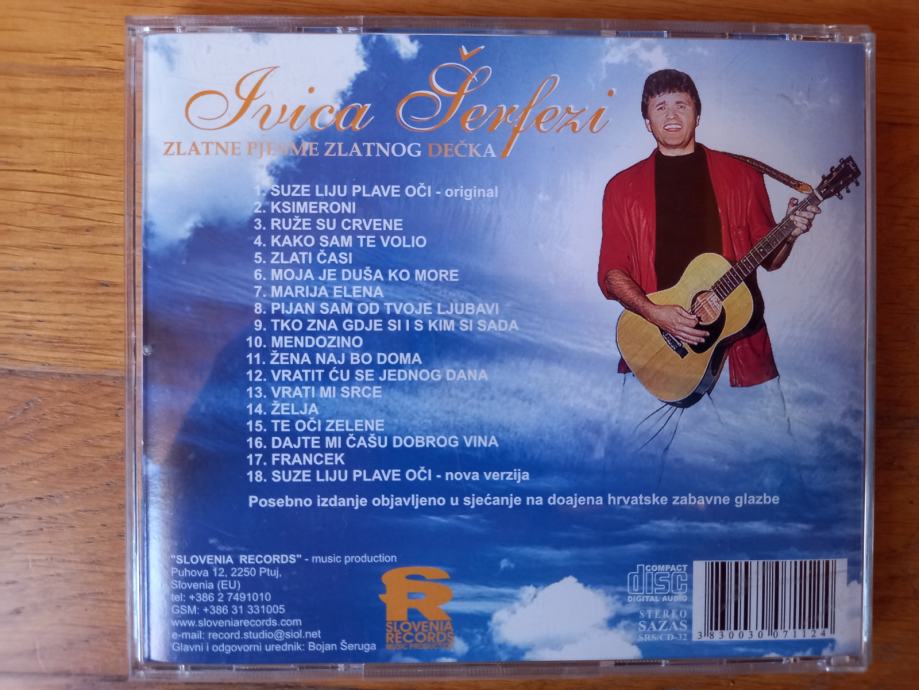 Ivica Šerfezi
ZLATNE PJESME ZLATNOG DEČKA
1. SUZE LIJU PLAVE OČI - original
2. KSIMERONI
3. RUŽE SU CRVENE
4. KAKO SAM TE VOLIO
5. ZLATI ČASI
6. MOJA JE DUŠA KO MORE
7. MARIJA ELENA
8. PIJAN SAM OD TVOJE LJUBAVI
9. TKO ZNA GDJE SI I S KIM SI SADA
10. MENDOZINO
11. ŽENA NAJ BO DOMA
12. VRATIT ĆU SE JEDNOG DANA
13. VRATI MI SRCE
14. ŽELJA
15. TE OČI ZELENE
16. DAJTE MI ČAŠU DOBROG VINA
17. FRANCEK
18. SUZE LIJU PLAVE OČI - nova verzija
Posebno izdanje objavljeno u sjećanje na doajena hrvatske zabavne glazbe
"SLOVENIA RECORDS" - music production
Puhova 12, 2250 Ptuj,
Slovenia (EU)
tel: +386 2 7491010
GSM: +386 31 331005
www.sloveniarecords.com
e-mail: record.studio@siol.net
Glavni i odgovorni urednik: Bojan Šeruga
SR
SLOVENIA
RECORDS
MUSIC PRODUCTION
COMPACT
disc
DIGITAL AUDIO
STEREO
SAZAS
SRS/CD-32
3830030071124